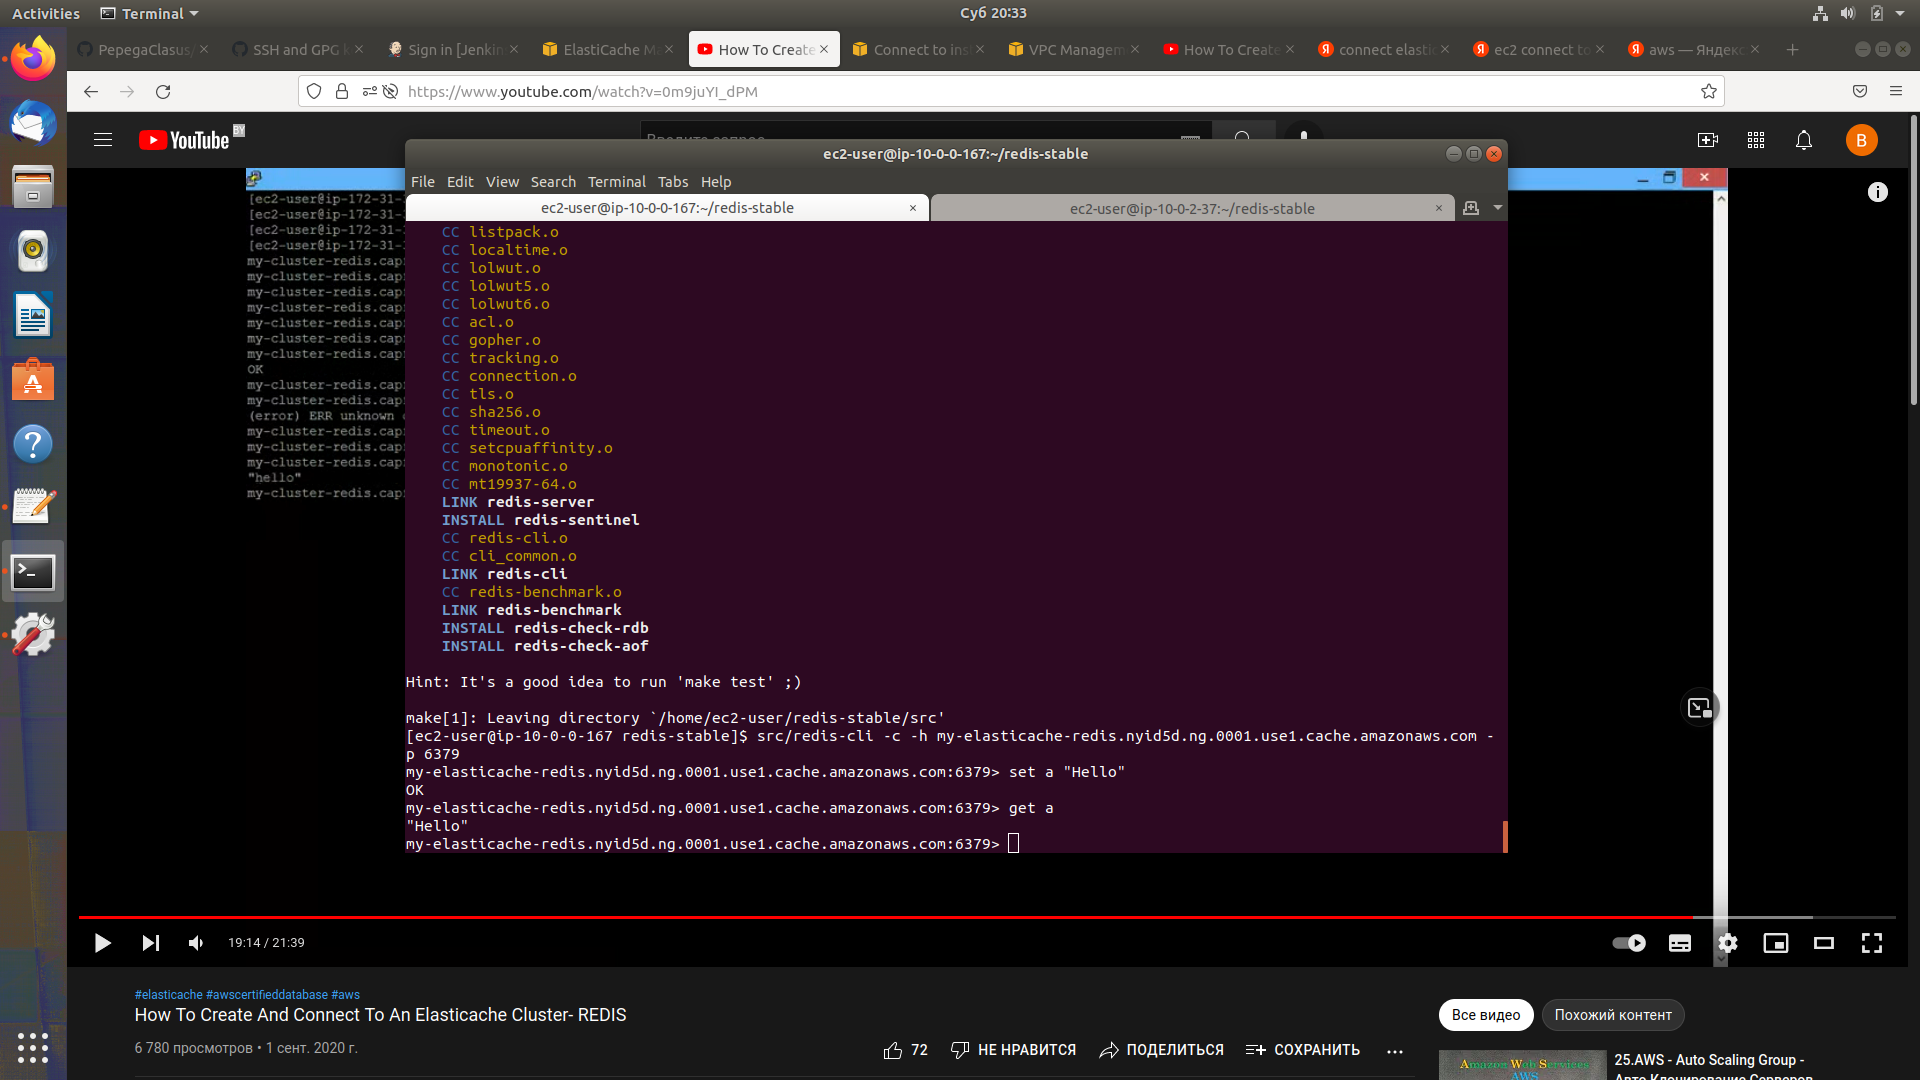 Activities
Terminal
Суб 20:33
PepegaClasus/
SSH and GPG k
Sign in [Jenkin
ElastiCache Ma
How To Create
Connect to ins
VPC Managem
How To Create
connect elastic
ec2 connect to
aws — Яндекс
https://www.youtube.com/watch?v=0m9juYI_dPM
YouTube BY
B
ec2-user@ip-10-0-0-167:~/redis-stable
File Edit View Search Terminal Tabs Help
ec2-user@ip-10-0-0-167:~/redis-stable
ec2-user@ip-10-0-2-37:~/redis-stable
[ec2-user@ip-172-31-
[ec2-user@ip-172-31-
[ec2-user@ip-172-31-
[ec2-user@ip-172-31-
my-cluster-redis.cap
my-cluster-redis.cap
my-cluster-redis.cap
my-cluster-redis.cap
my-cluster-redis.cap
my-cluster-redis.cap
my-cluster-redis.cap
OK
my-cluster-redis.cap
my-cluster-redis.cap
(error) ERR unknown
my-cluster-redis.cap
my-cluster-redis.cap
my-cluster-redis.cap
"hello"
my-cluster-redis.cap
CC listpack.o
CC localtime.o
CC lolwut.o
CC lolwut5.o
CC lolwut6.o
CC acl.o
CC gopher.o
CC tracking.o
CC connection.o
CC tls.o
CC sha256.o
CC timeout.o
CC setcpuaffinity.o
CC monotonic.o
CC mt19937-64.o
LINK redis-server
INSTALL redis-sentinel
CC redis-cli.o
CC cli_common.o
LINK redis-cli
CC redis-benchmark.o
LINK redis-benchmark
INSTALL redis-check-rdb
INSTALL redis-check-aof
Hint: It's a good idea to run 'make test' ;)
make[1]: Leaving directory `/home/ec2-user/redis-stable/src'
[ec2-user@ip-10-0-0-167 redis-stable]$ src/redis-cli -c -h my-elasticache-redis.nyid5d.ng.0001.use1.cache.amazonaws.com -
p 6379
my-elasticache-redis.nyid5d.ng.0001.use1.cache.amazonaws.com:6379> set a "Hello"
OK
my-elasticache-redis.nyid5d.ng.0001.use1.cache.amazonaws.com:6379> get a
"Hello"
my-elasticache-redis.nyid5d.ng.0001.use1.cache.amazonaws.com:6379>
19:14 / 21:39
#elasticache #awscertifieddatabase #aws
How To Create And Connect To An Elasticache Cluster- REDIS
6 780 просмотров • 1 сент. 2020 г.
72
НЕ НРАВИТСЯ
ПОДЕЛИТЬСЯ
СОХРАНИТЬ
Все видео
Похожий контент
Amazon Web Services
AWS
25.AWS - Auto Scaling Group -
Авто Клонирование Серверов